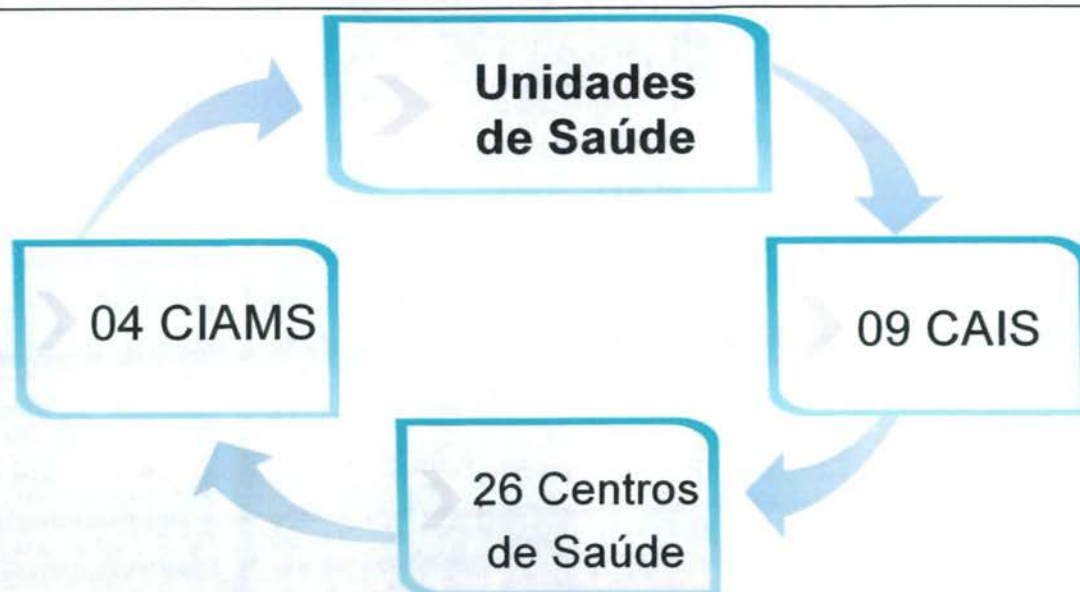 Unidades
de Saúde
04 CIAMS
09 CAIS
26 Centros
de Saúde